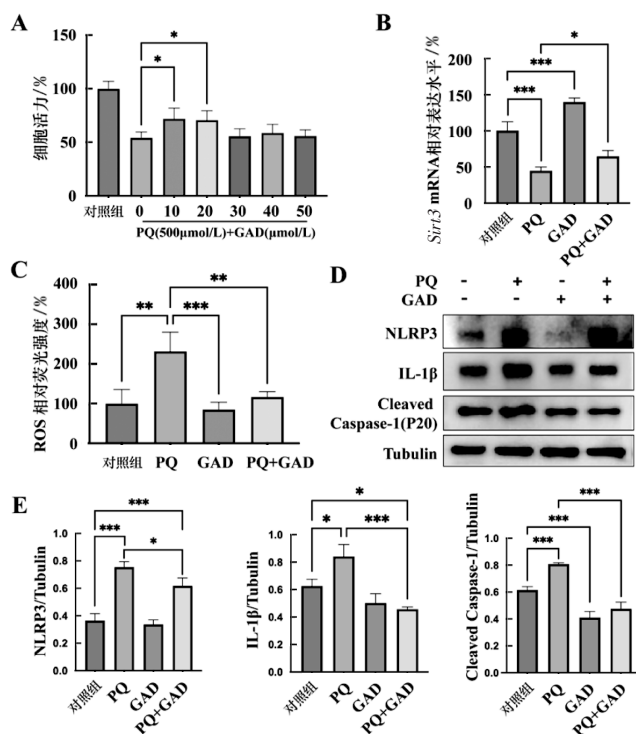 A
细胞活力/%
150
100
50
0
*
*
对照组
0
10
20
30
40
50
PQ(500μmol/L)+GAD(μmol/L)
B
Sirt3 mRNA相对表达水平/%
200
150
100
50
0
*
***
***
对照组
PQ
GAD
PQ+GAD
C
ROS 相对荧光强度/%
400
300
200
100
0
**
**
***
对照组
PQ
GAD
PQ+GAD
D
PQ - + - +
GAD - - + +
NLRP3
IL-1β
Cleaved
Caspase-1(P20)
Tubulin
E
NLRP3/Tubulin
1.0
0.8
0.6
0.4
0.2
0.0
***
***
*
对照组
PQ
GAD
PQ+GAD
IL-1β/Tubulin
1.0
0.8
0.6
0.4
0.2
0.0
*
*
***
对照组
PQ
GAD
PQ+GAD
Cleaved Caspase-1/Tubulin
1.0
0.8
0.6
0.4
0.2
0.0
***
***
***
对照组
PQ
GAD
PQ+GAD